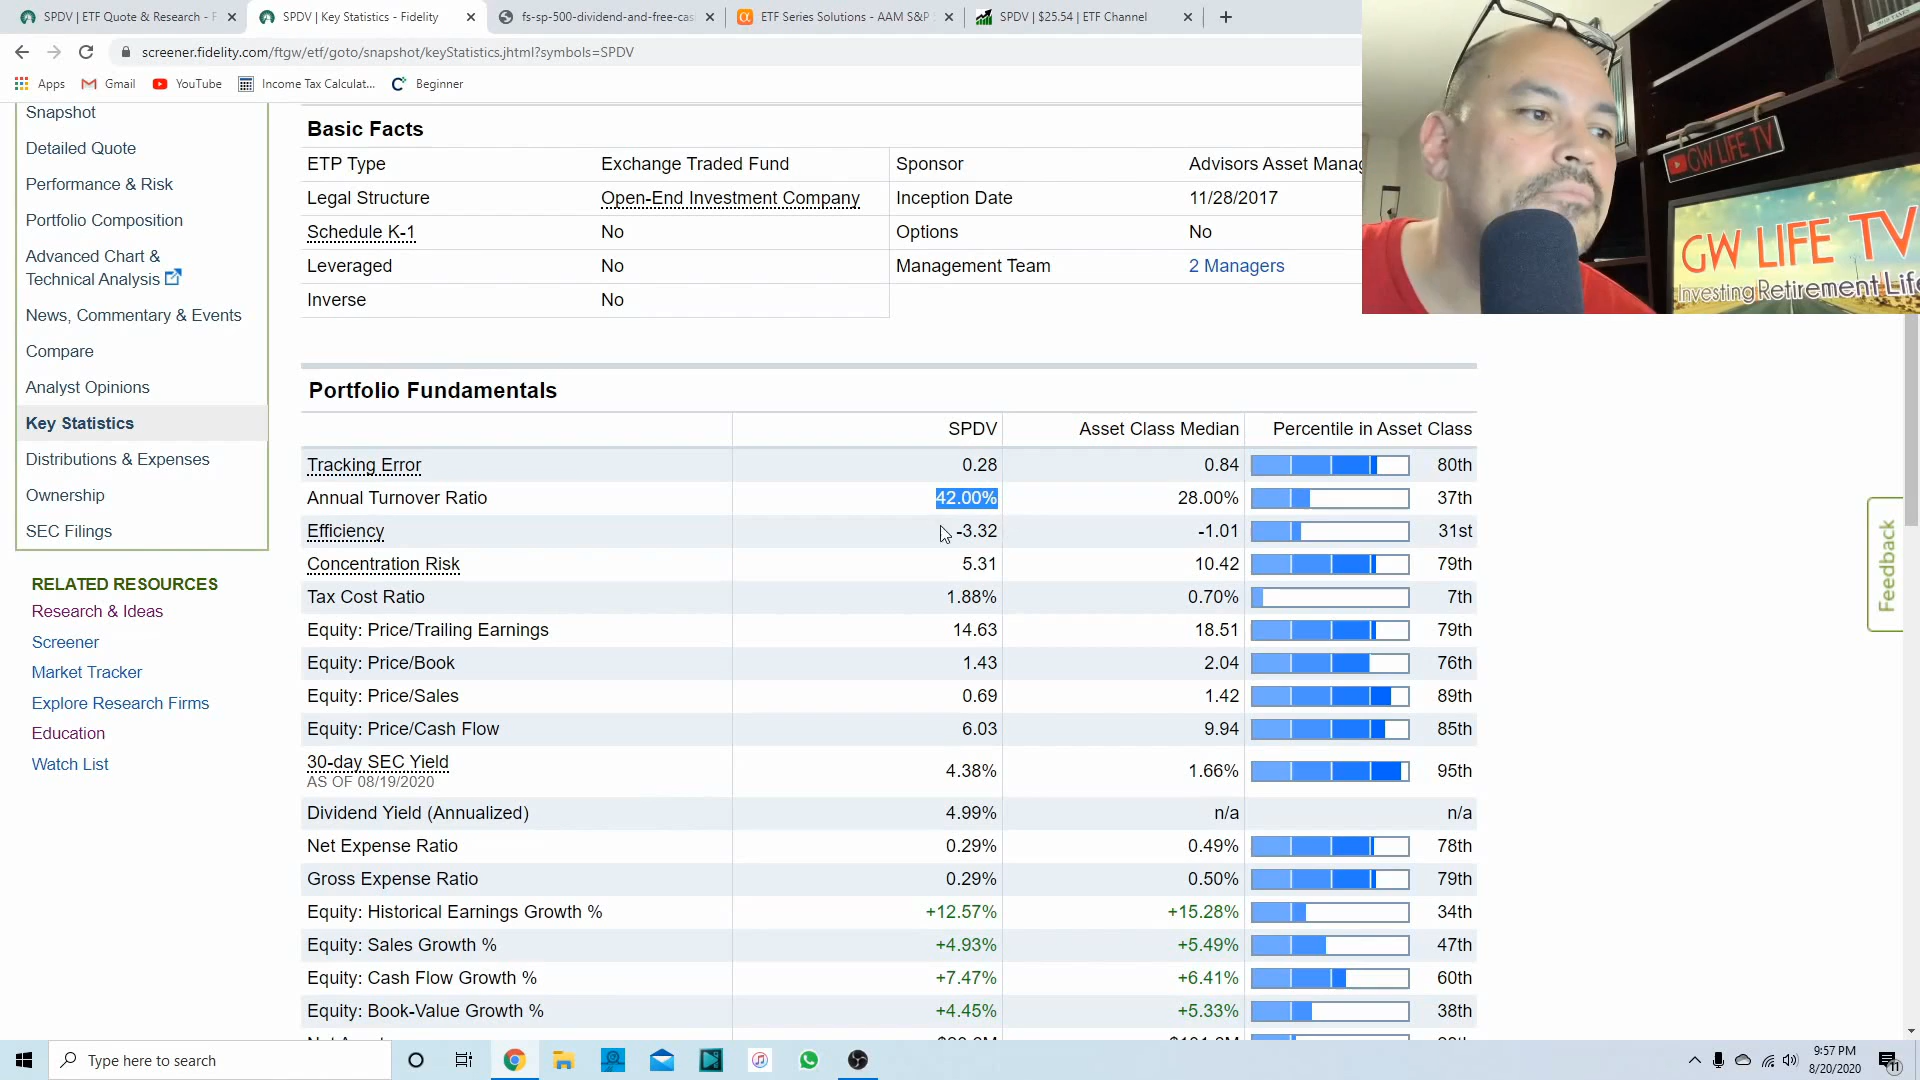 SPDV | ETF Quote & Research - F
SPDV | Key Statistics - Fidelity
fs-sp-500-dividend-and-free-cas
ETF Series Solutions - AAM S&P
SPDV | $25.54 | ETF Channel
screener.fidelity.com/ftgw/etf/goto/snapshot/keyStatistics.jhtml?symbols=SPDV
Apps
Gmail
YouTube
Income Tax Calculat...
Beginner
Snapshot
Detailed Quote
Performance & Risk
Portfolio Composition
Advanced Chart &
Technical Analysis
News, Commentary & Events
Compare
Analyst Opinions
Key Statistics
Distributions & Expenses
Ownership
SEC Filings
RELATED RESOURCES
Research & Ideas
Screener
Market Tracker
Explore Research Firms
Education
Watch List
Basic Facts
ETP Type Exchange Traded Fund Sponsor Advisors Asset Manag
Legal Structure Open-End Investment Company Inception Date 11/28/2017
Schedule K-1 No Options No
Leveraged No Management Team 2 Managers
Inverse No
Portfolio Fundamentals
SPDV Asset Class Median Percentile in Asset Class
Tracking Error 0.28 0.84 80th
Annual Turnover Ratio 42.00% 28.00% 37th
Efficiency -3.32 -1.01 31st
Concentration Risk 5.31 10.42 79th
Tax Cost Ratio 1.88% 0.70% 7th
Equity: Price/Trailing Earnings 14.63 18.51 79th
Equity: Price/Book 1.43 2.04 76th
Equity: Price/Sales 0.69 1.42 89th
Equity: Price/Cash Flow 6.03 9.94 85th
30-day SEC Yield 4.38% 1.66% 95th
AS OF 08/19/2020
Dividend Yield (Annualized) 4.99% n/a n/a
Net Expense Ratio 0.29% 0.49% 78th
Gross Expense Ratio 0.29% 0.50% 79th
Equity: Historical Earnings Growth % +12.57% +15.28% 34th
Equity: Sales Growth % +4.93% +5.49% 47th
Equity: Cash Flow Growth % +7.47% +6.41% 60th
Equity: Book-Value Growth % +4.45% +5.33% 38th
GW LIFE TV
GW LIFE TV
Investing Retirement Life
Feedback
Type here to search
9:57 PM
8/20/2020
11